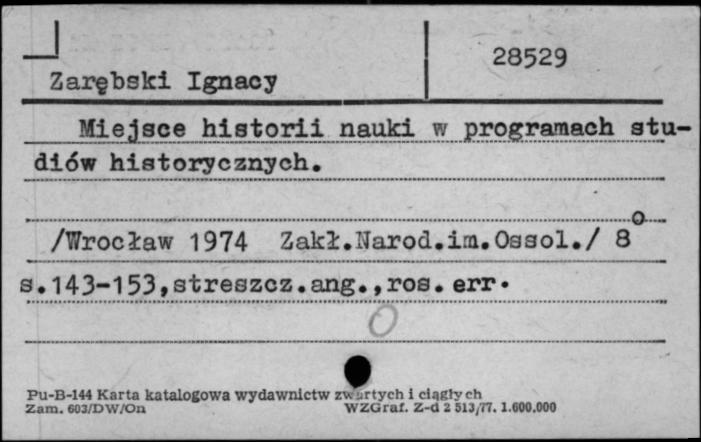 28529
Zarębski Ignacy
Miejsce historii nauki w programach stu-
diów historycznych.
/Wrocław 1974 Zakł.Narod.im.Ossol./ 8o
s.143-153,streszcz.ang.,ros.err.
O
Pu-B-144 Karta katalogowa wydawnictw zwartych i ciągłych
Zam. 603/DW/On WZGraf. Z-d 2 513/77. 1.600.000